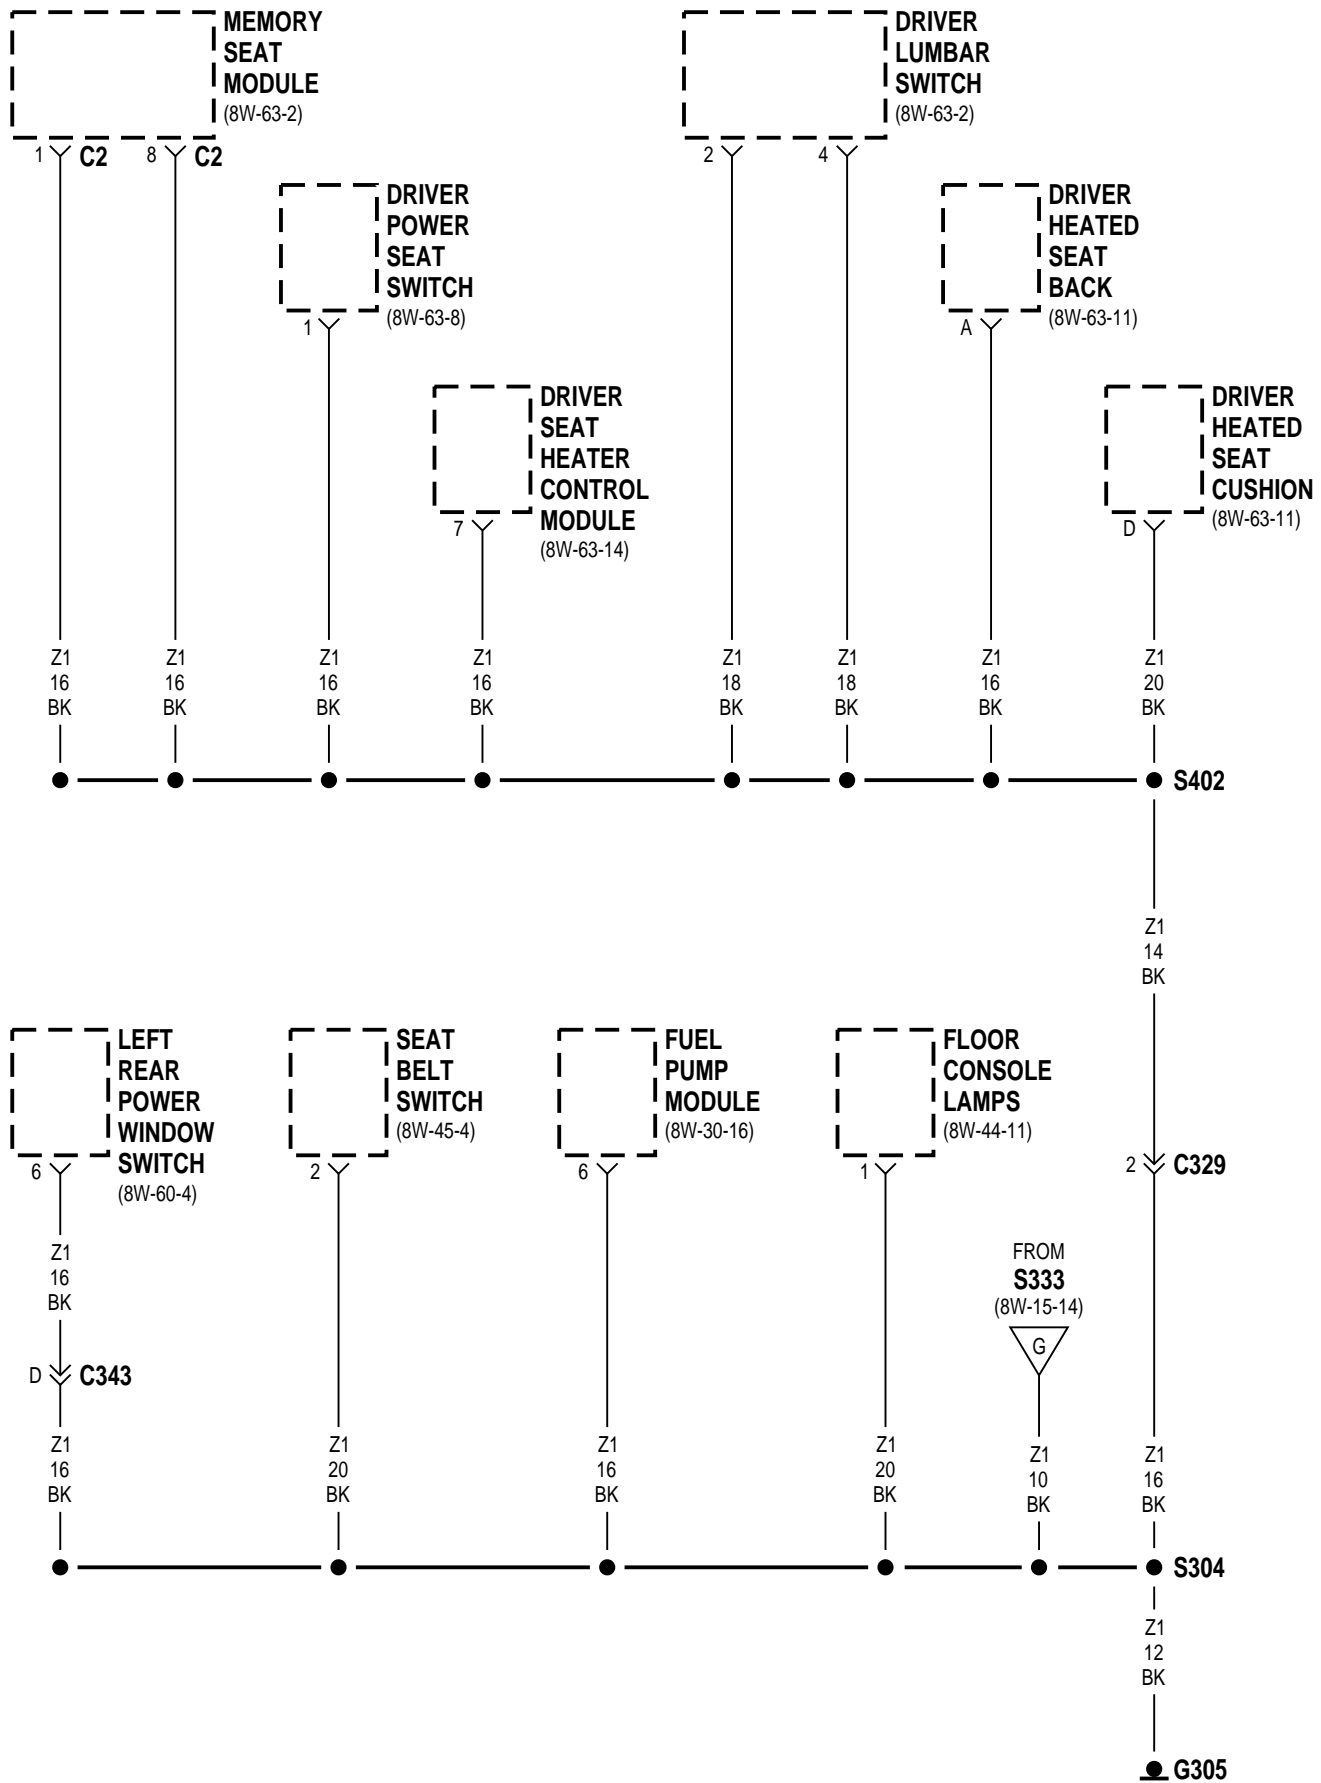 MEMORY
SEAT
MODULE
(8W-63-2)
1
C2
8
C2
DRIVER
LUMBAR
SWITCH
(8W-63-2)
2
4
DRIVER
POWER
SEAT
SWITCH
(8W-63-8)
1
DRIVER
HEATED
SEAT
BACK
(8W-63-11)
A
DRIVER
SEAT
HEATER
CONTROL
MODULE
(8W-63-14)
7
DRIVER
HEATED
SEAT
CUSHION
(8W-63-11)
D
Z1
16
BK
Z1
16
BK
Z1
16
BK
Z1
16
BK
Z1
18
BK
Z1
18
BK
Z1
16
BK
Z1
20
BK
S402
Z1
14
BK
LEFT
REAR
POWER
WINDOW
SWITCH
(8W-60-4)
6
SEAT
BELT
SWITCH
(8W-45-4)
2
FUEL
PUMP
MODULE
(8W-30-16)
6
FLOOR
CONSOLE
LAMPS
(8W-44-11)
1
2
C329
Z1
16
BK
FROM
S333
(8W-15-14)
G
D
C343
Z1
16
BK
Z1
20
BK
Z1
16
BK
Z1
20
BK
Z1
10
BK
Z1
16
BK
S304
Z1
12
BK
G305